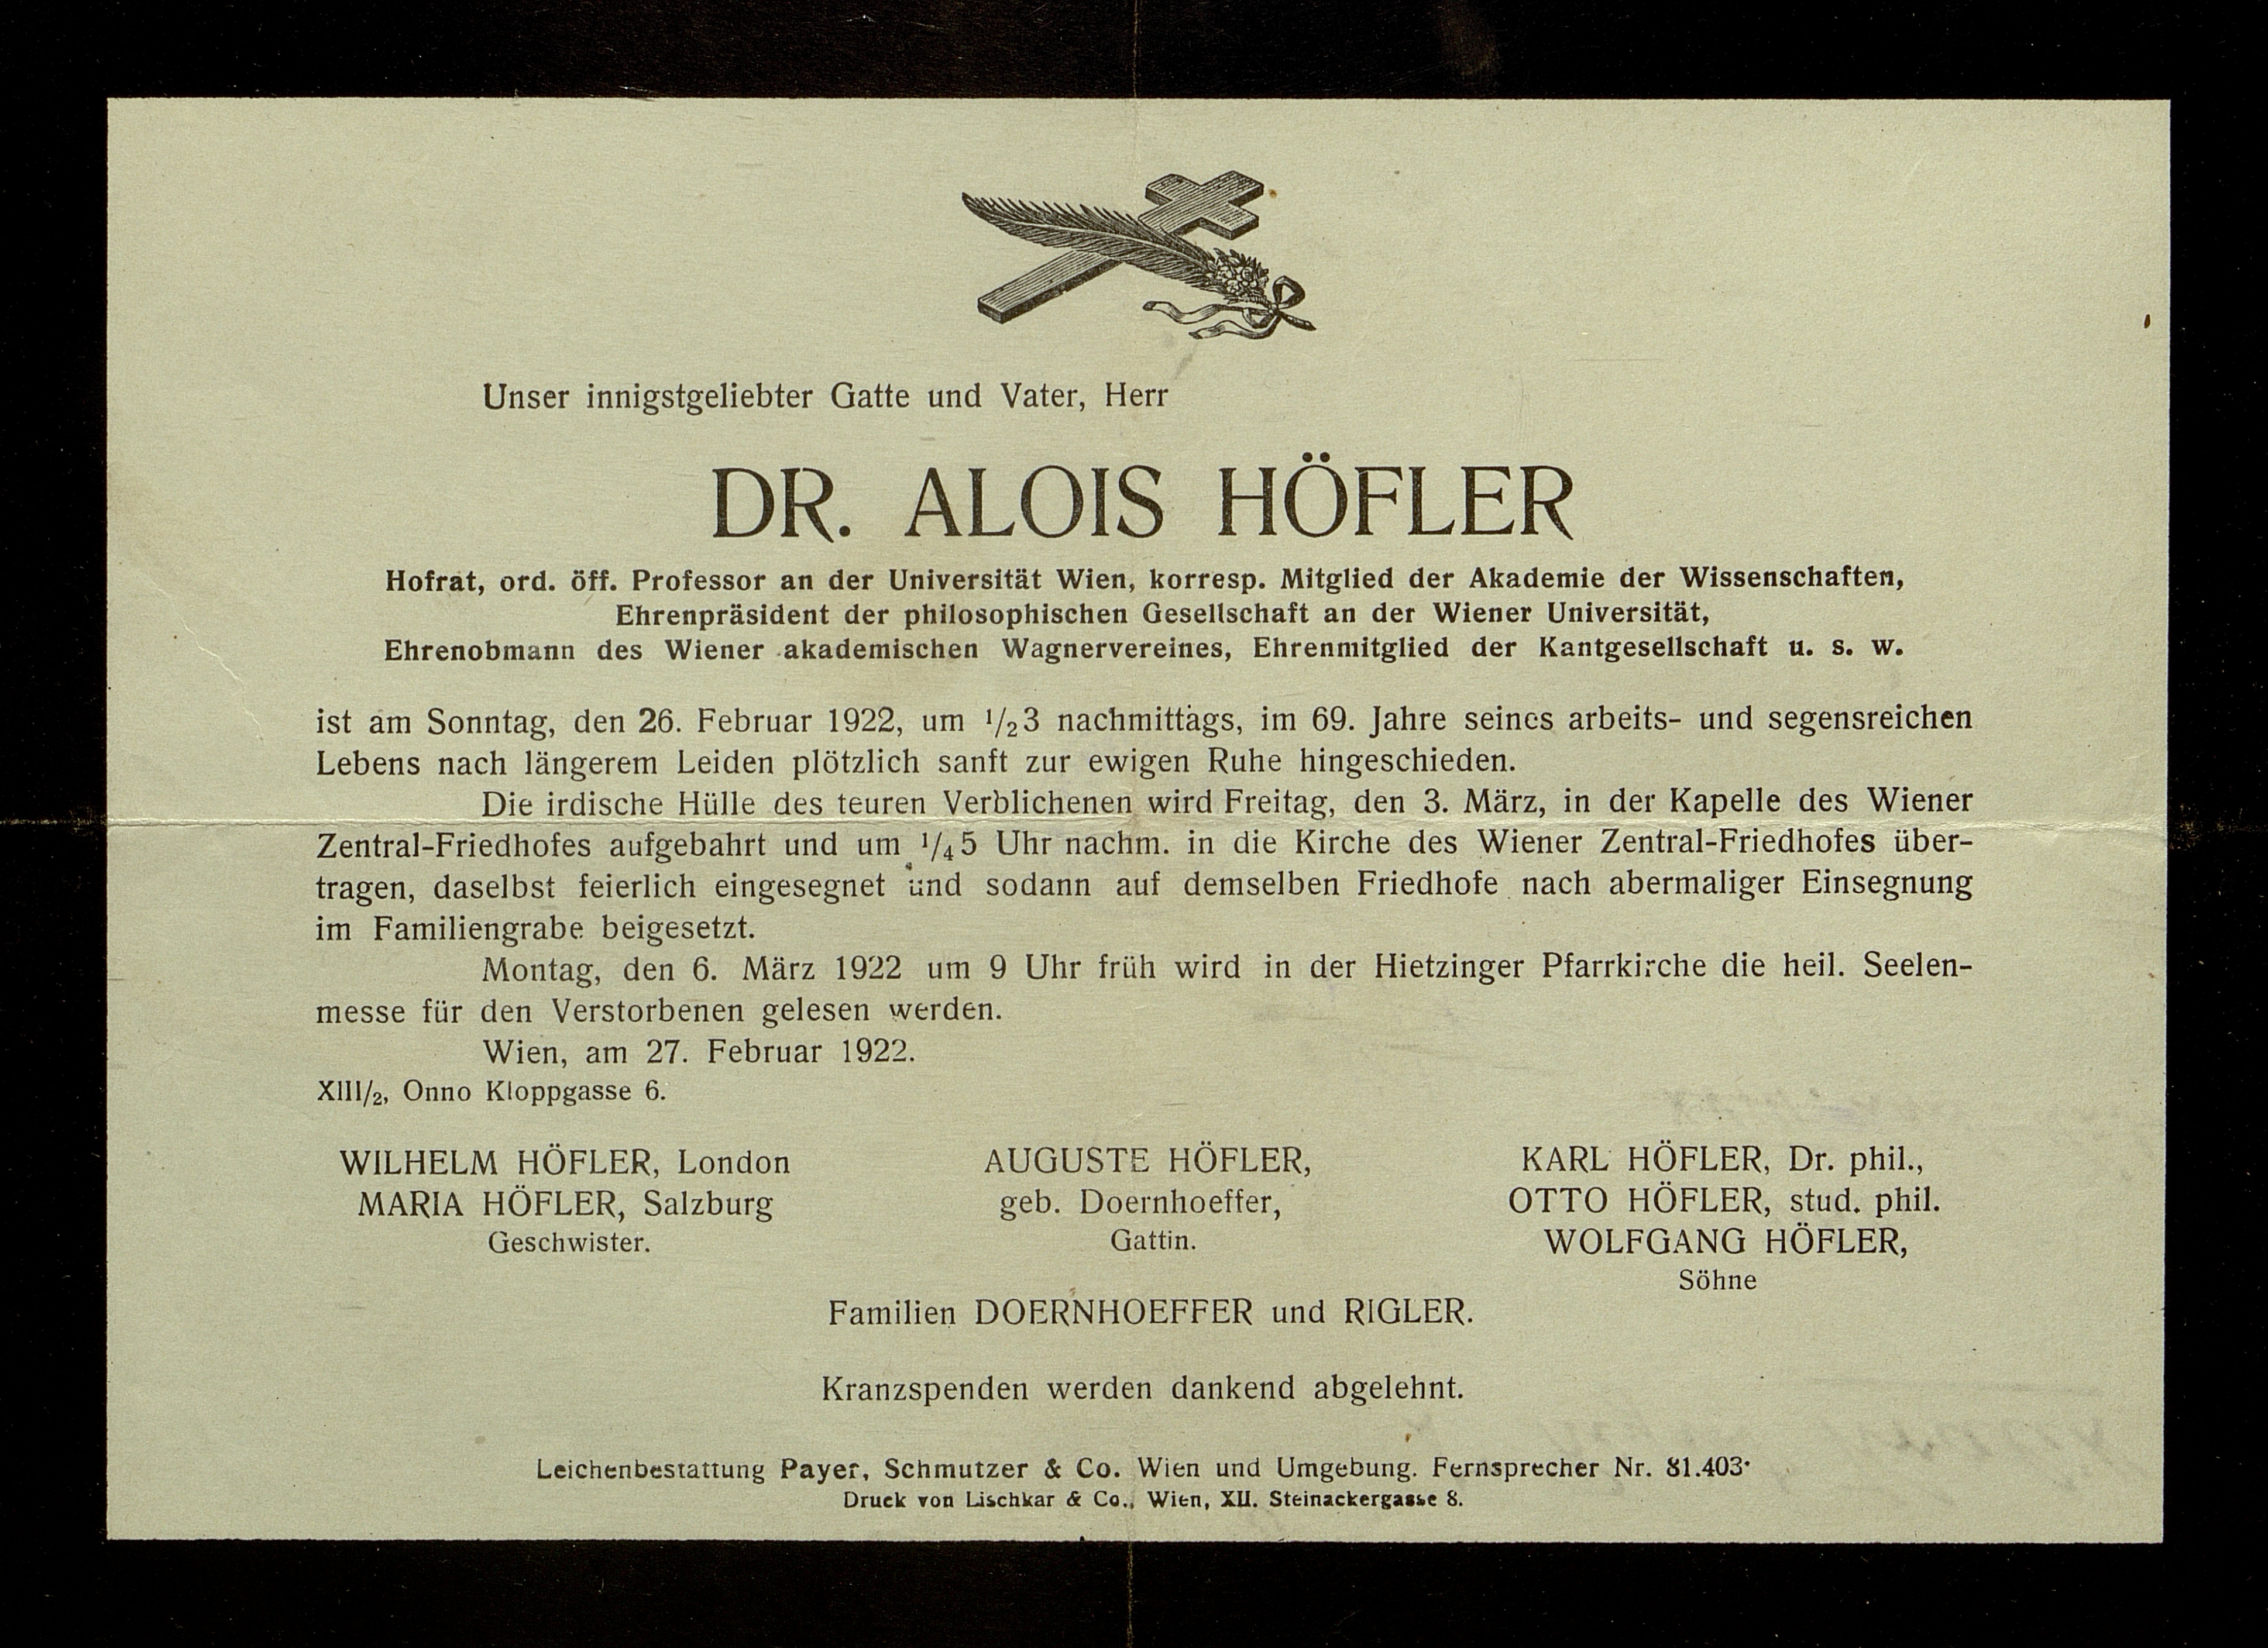 Unser innigstgeliebter Gatte und Vater, Herr
DR. ALOIS HÖFLER
Hofrat, ord. öff. Professor an der Universität Wien, korresp. Mitglied der Akademie der Wissenschaften,
Ehrenpräsident der philosophischen Gesellschaft an der Wiener Universität,
Ehrenobmann des Wiener akademischen Wagnervereines, Ehrenmitglied der Kantgesellschaft u. s. w.
ist am Sonntag, den 26. Februar 1922, um 1/2 3 nachmittags, im 69. Jahre seines arbeits- und segensreichen
Lebens nach längerem Leiden plötzlich sanft zur ewigen Ruhe hingeschieden.
Die irdische Hülle des teuren Verblichenen wird Freitag, den 3. März, in der Kapelle des Wiener
Zentral-Friedhofes aufgebahrt und um 1/4 5 Uhr nachm. in die Kirche des Wiener Zentral-Friedhofes über-
tragen, daselbst feierlich eingesegnet und sodann auf demselben Friedhofe nach abermaliger Einsegnung
im Familiengrabe beigesetzt.
Montag, den 6. März 1922 um 9 Uhr früh wird in der Hietzinger Pfarrkirche die heil. Seelen-
messe für den Verstorbenen gelesen werden.
Wien, am 27. Februar 1922.
XIII/2, Onno Kloppgasse 6.
WILHELM HÖFLER, London
MARIA HÖFLER, Salzburg
Geschwister.
AUGUSTE HÖFLER,
geb. Doernhoeffer,
Gattin.
KARL HÖFLER, Dr. phil.,
OTTO HÖFLER, stud. phil.
WOLFGANG HÖFLER,
Söhne
Familien DOERNHOEFFER und RIGLER.
Kranzspenden werden dankend abgelehnt.
Leichenbestattung Payer, Schmutzer & Co. Wien und Umgebung. Fernsprecher Nr. 81.403·
Druck von Lischkar & Co., Wien, XII. Steinackergasse 8.